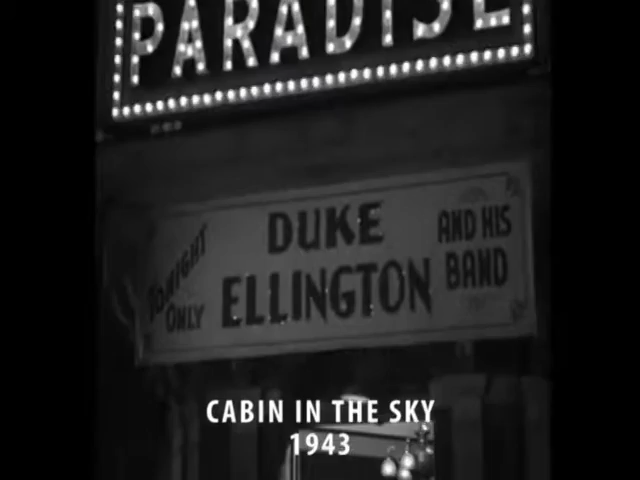 PARADISE
TONIGHT ONLY
DUKE ELLINGTON
AND HIS BAND
CABIN IN THE SKY
1943